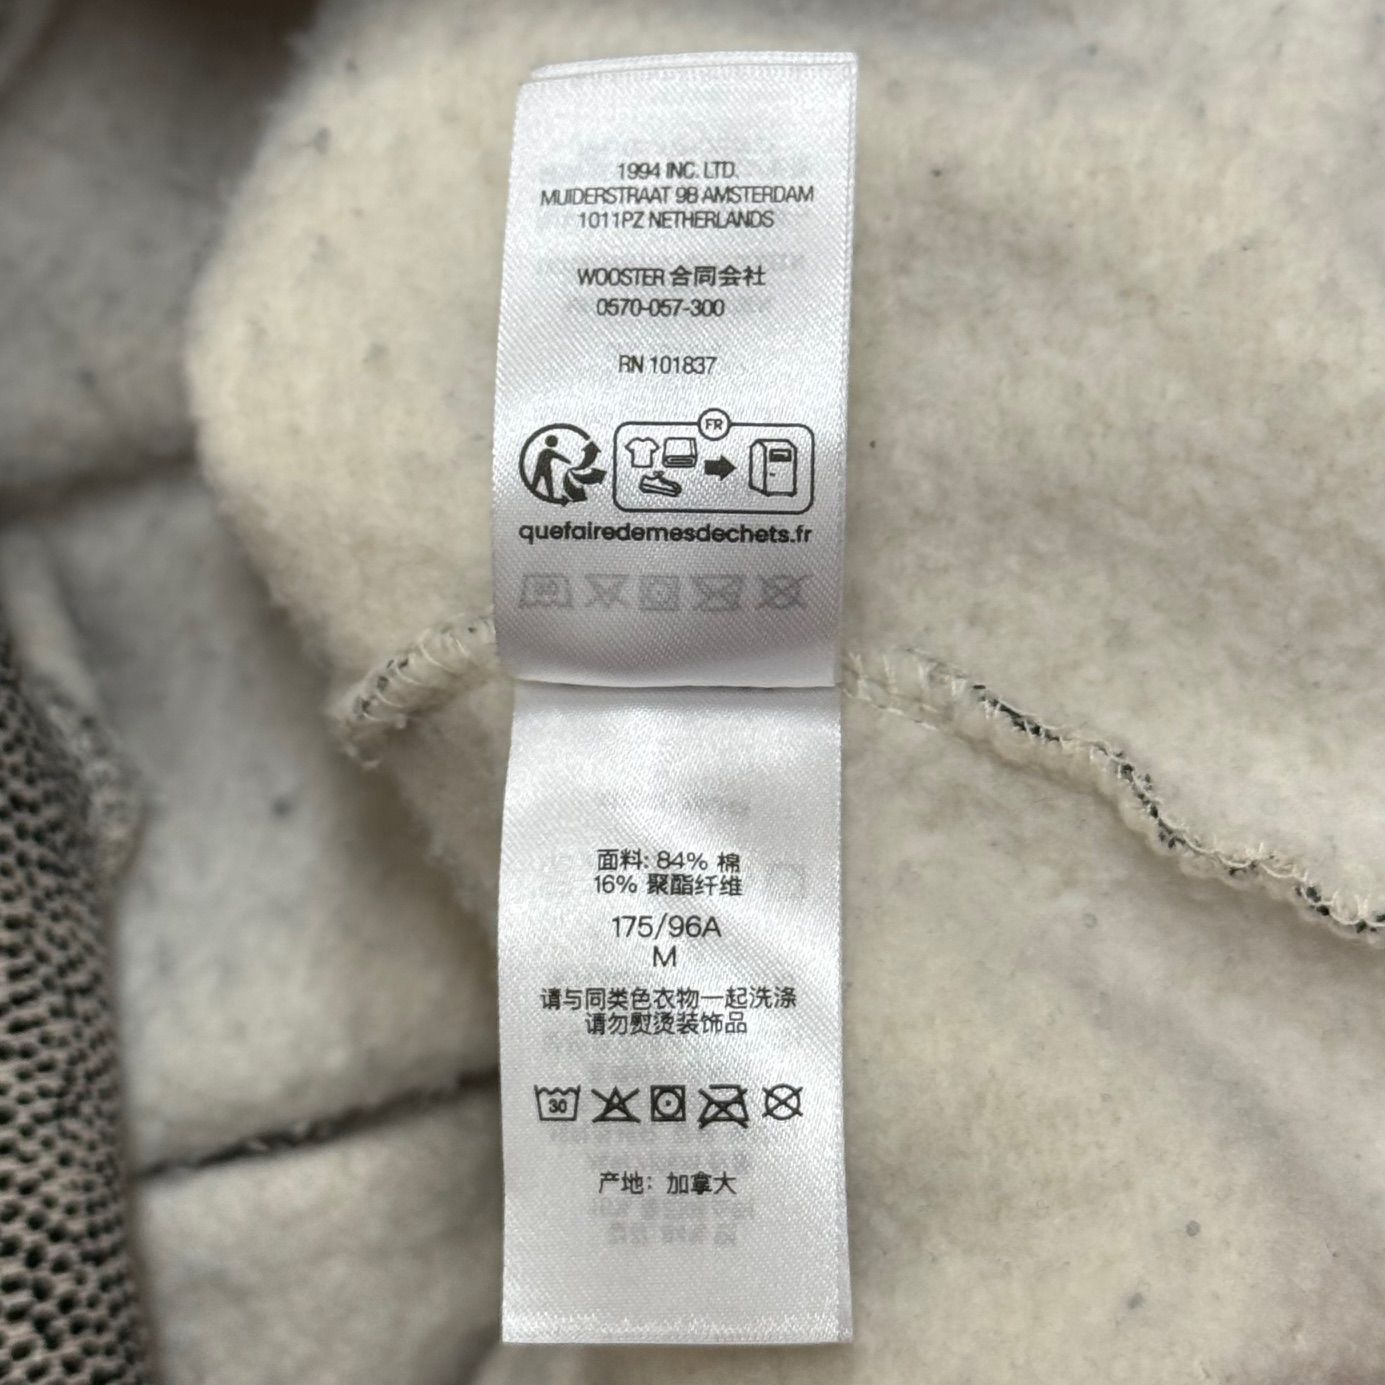 1994 INC. LTD.
MUIDERSTRAAT 9B AMSTERDAM
1011PZ NETHERLANDS
WOOSTER 合同会社
0570-057-300
RN 101837
FR
quefairedemesdechets.fr
面料: 84% 棉
16% 聚酯纤维
175/96A
M
请与同类色衣物一起洗涤
请勿熨烫装饰品
30
产地: 加拿大